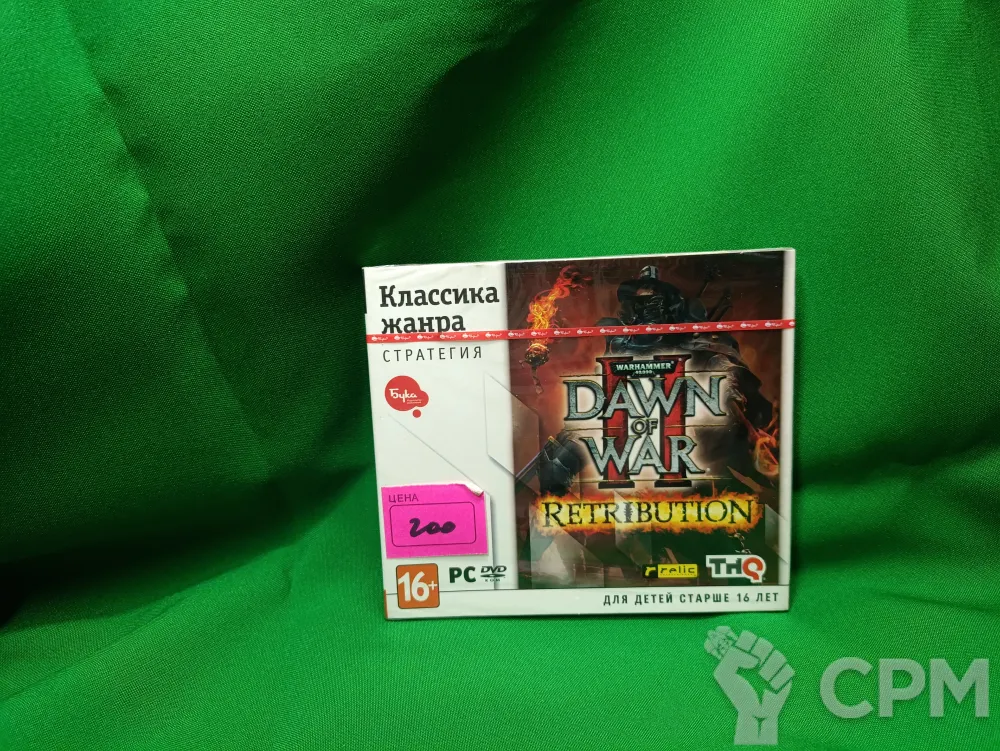 Классика
жанра
СТРАТЕГИЯ
Бука
ЦЕНА
200
16+
PC DVD
ROM
WARHAMMER
40,000
DAWN
OF
WAR
II
RETRIBUTION
relic
THQ
ДЛЯ ДЕТЕЙ СТАРШЕ 16 ЛЕТ
CPM